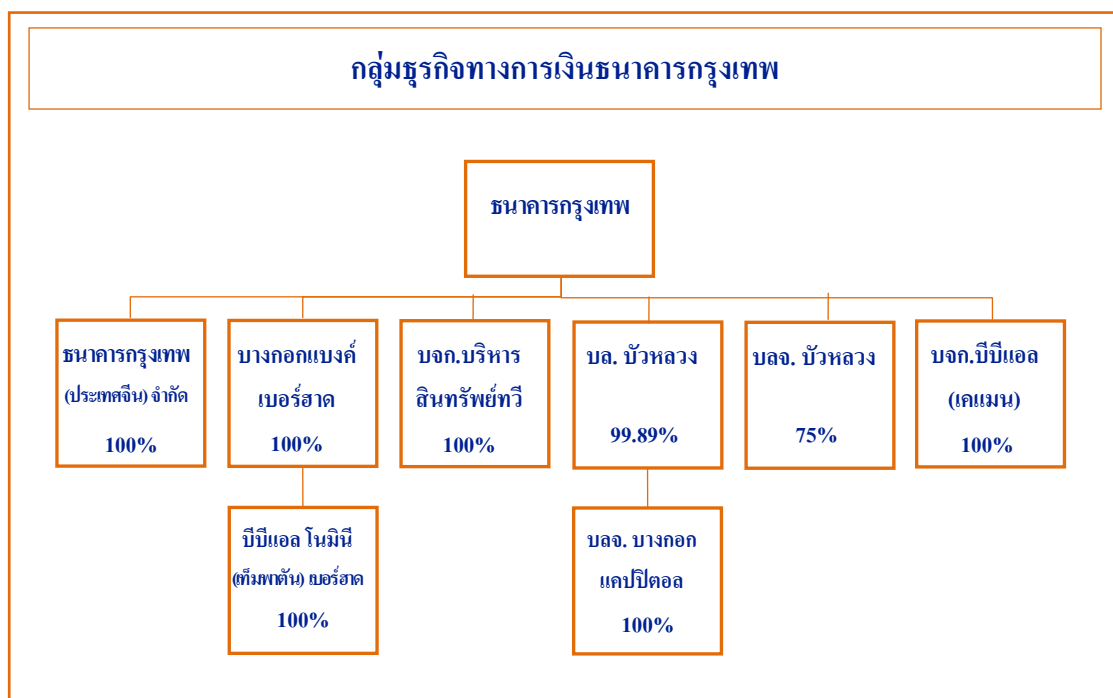 กลุ่มธุรกิจทางการเงินธนาคารกรุงเทพ
ธนาคารกรุงเทพ
ธนาคารกรุงเทพ
(ประเทศจีน) จำกัด
100%
บางกอกแบงค์
เบอร์ฮาด
100%
บจก.บริหาร
สินทรัพย์ทวี
100%
บล. บัวหลวง
99.89%
บลจ. บัวหลวง
75%
บจก.บีบีแอล
(เคแมน)
100%
บีบีแอล โนมินี
(เท็มพาตัน) เบอร์ฮาด
100%
บลจ. บางกอก
แคปปิตอล
100%